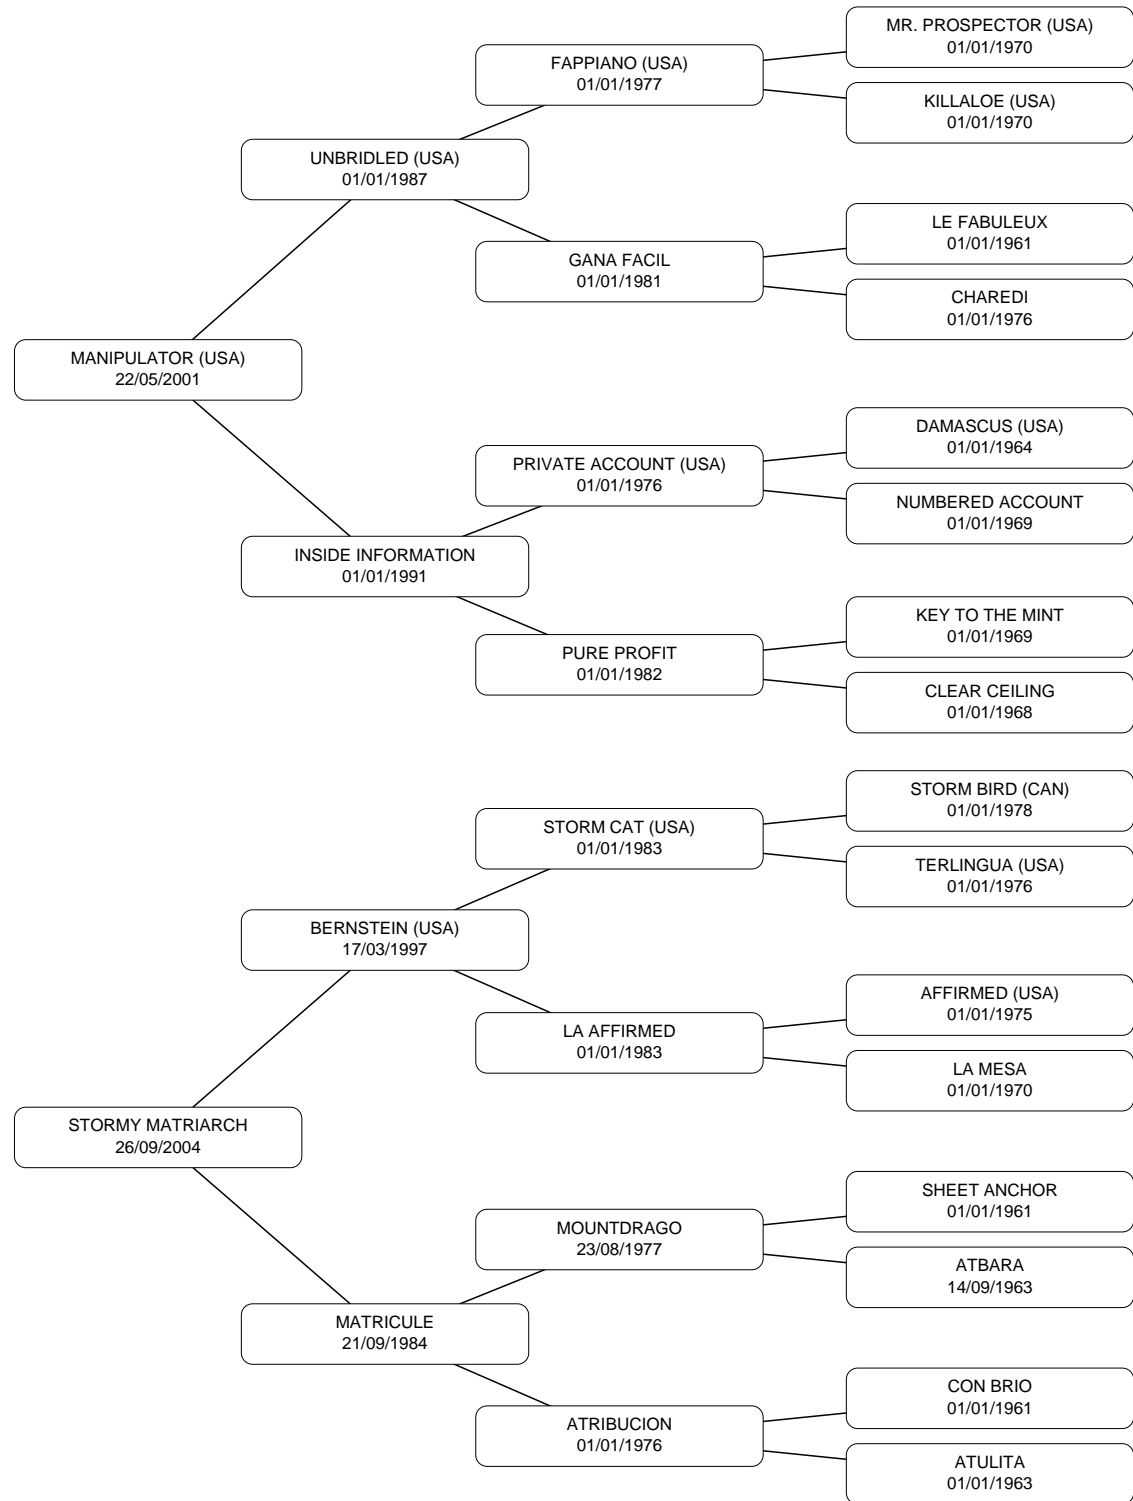 MR. PROSPECTOR (USA)
01/01/1970
FAPPIANO (USA)
01/01/1977
KILLALOE (USA)
01/01/1970
UNBRIDLED (USA)
01/01/1987
LE FABULEUX
01/01/1961
GANA FACIL
01/01/1981
CHAREDI
01/01/1976
MANIPULATOR (USA)
22/05/2001
DAMASCUS (USA)
01/01/1964
PRIVATE ACCOUNT (USA)
01/01/1976
NUMBERED ACCOUNT
01/01/1969
INSIDE INFORMATION
01/01/1991
KEY TO THE MINT
01/01/1969
PURE PROFIT
01/01/1982
CLEAR CEILING
01/01/1968
STORM BIRD (CAN)
01/01/1978
STORM CAT (USA)
01/01/1983
TERLINGUA (USA)
01/01/1976
BERNSTEIN (USA)
17/03/1997
AFFIRMED (USA)
01/01/1975
LA AFFIRMED
01/01/1983
LA MESA
01/01/1970
STORMY MATRIARCH
26/09/2004
SHEET ANCHOR
01/01/1961
MOUNTDRAGO
23/08/1977
ATBARA
14/09/1963
MATRICULE
21/09/1984
CON BRIO
01/01/1961
ATRIBUCION
01/01/1976
ATULITA
01/01/1963